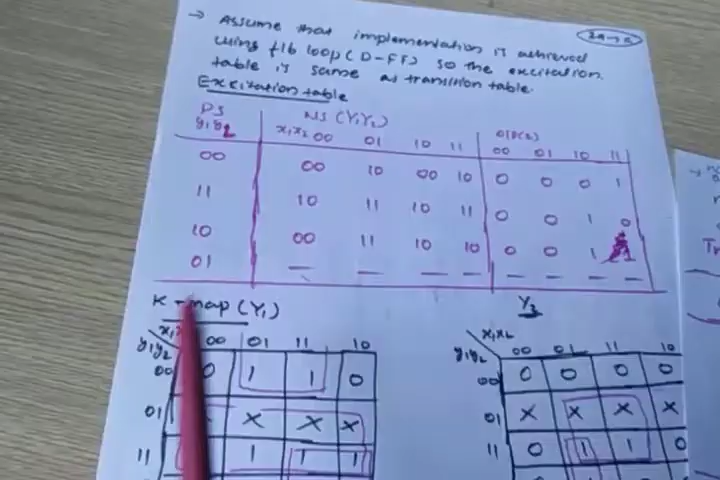 → Assume that implementation is achieved
using f/b loop (D-FF) so the excitation
table is same as transition table.
Excitation table
PS NS (Y₁Y₂) O/P(Z)
y₁y₂ x₁x₂ 00 01 10 11 00 01 10 11
00 00 10 00 10 0 0 0 1
11 10 11 10 11 0 0 1 0
10 00 11 10 10 0 0 1
01 — — — — — — — —
K-map (Y₁) Y₂
y₁y₂ 00 01 11 10 y₁y₂ x₁x₂ 00 01 11 10
00 0 1 1 0 00 0 0 0 0
01 X X X 01 X X X X
11 1 1 1 11 0 1 1 0